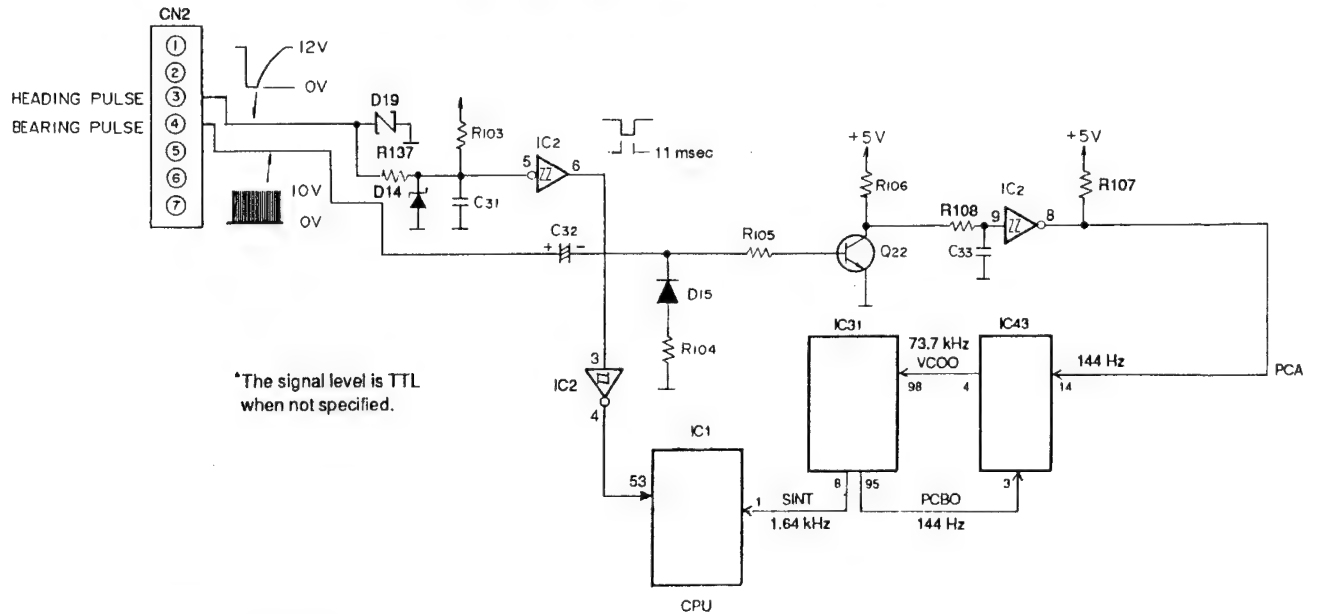 CN2
1
2
3
4
5
6
7
HEADING PULSE
BEARING PULSE
12V
0V
10V
0V
D19
R137
D14
R103
C31
IC2
5
6
11 msec
C32
+
-
R105
D15
R104
+5V
R106
Q22
R108
C33
IC2
9
8
+5V
R107
3
IC2
4
*The signal level is TTL
when not specified.
IC31
73.7 kHz
VCOO
98
4
IC43
144 Hz
14
PCA
IC1
53
1
SINT
1.64 kHz
8
95
PCBO
144 Hz
3
CPU